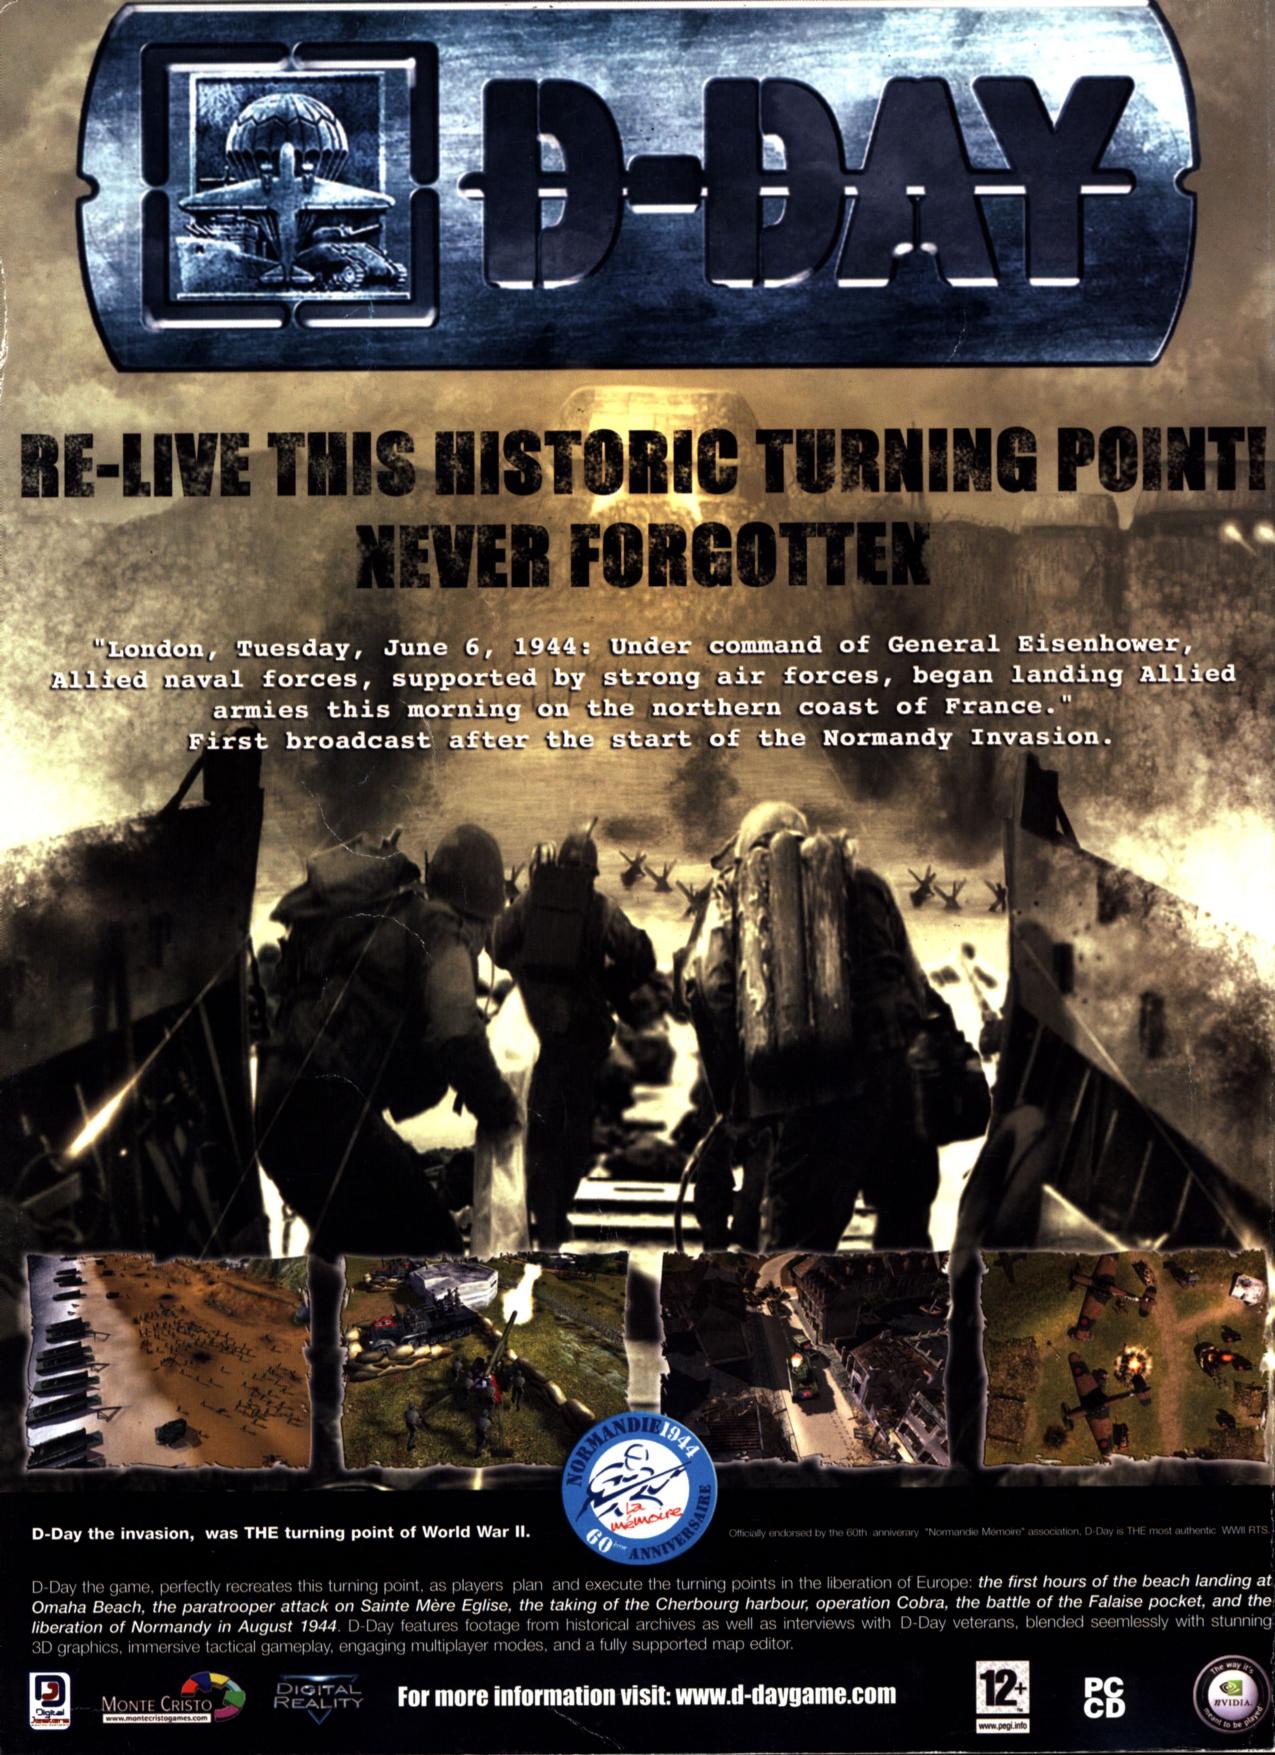 D-DAY
RE-LIVE THIS HISTORIC TURNING POINT!
NEVER FORGOTTEN
"London, Tuesday, June 6, 1944: Under command of General Eisenhower,
Allied naval forces, supported by strong air forces, began landing Allied
armies this morning on the northern coast of France."
First broadcast after the start of the Normandy Invasion.
NORMANDIE 1944
La
mémoire
60ème ANNIVERSAIRE
D-Day the invasion, was THE turning point of World War II.
Officially endorsed by the 60th anniverary "Normandie Mémoire" association, D-Day is THE most authentic WWII RTS.
D-Day the game, perfectly recreates this turning point, as players plan and execute the turning points in the liberation of Europe: the first hours of the beach landing at
Omaha Beach, the paratrooper attack on Sainte Mère Eglise, the taking of the Cherbourg harbour, operation Cobra, the battle of the Falaise pocket, and the
liberation of Normandy in August 1944. D-Day features footage from historical archives as well as interviews with D-Day veterans, blended seemlessly with stunning
3D graphics, immersive tactical gameplay, engaging multiplayer modes, and a fully supported map editor.
Digital
Jesters
MONTE CRISTO
www.montecristogames.com
DIGITAL
REALITY
For more information visit: www.d-daygame.com
12+
www.pegi.info
PC
CD
The way it's
NVIDIA.
meant to be played